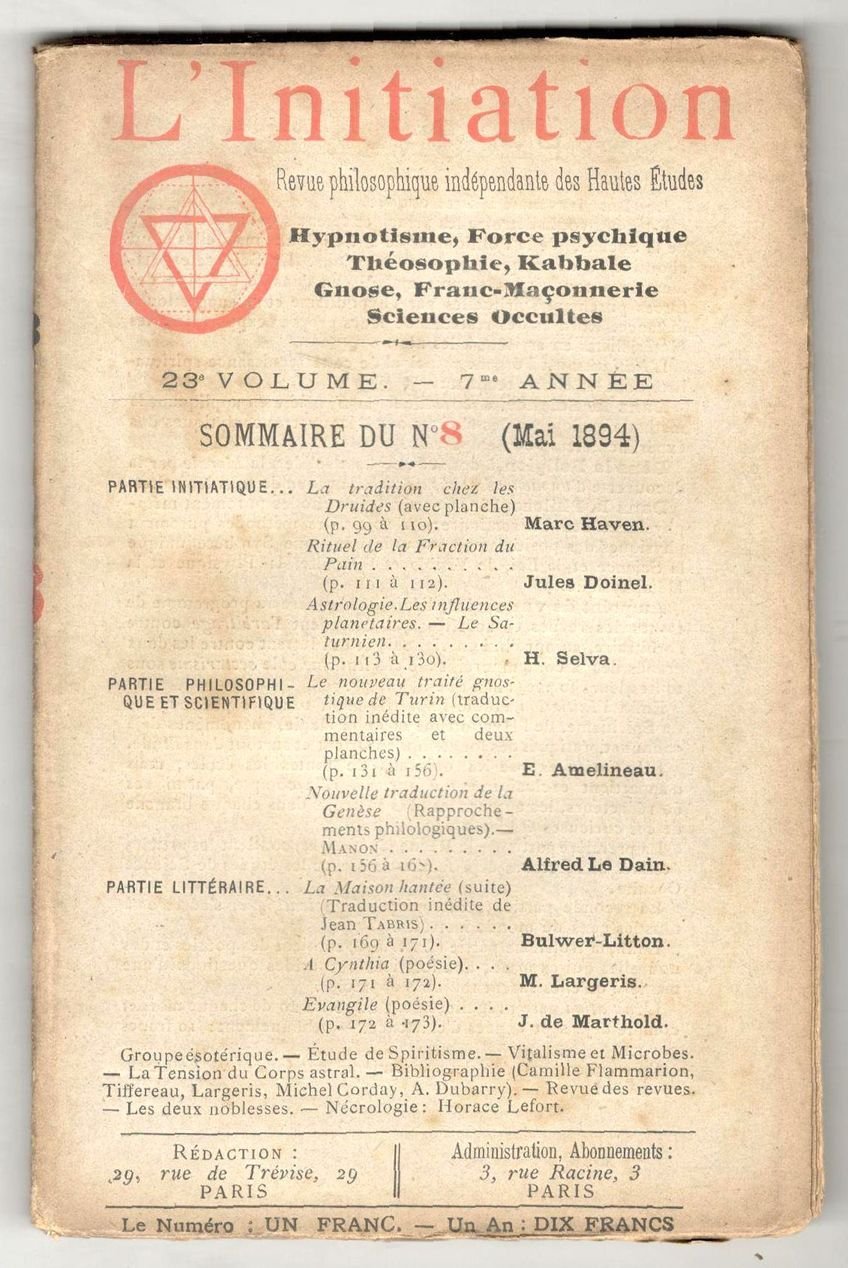 L'Initiation
Revue philosophique indépendante des Hautes Études
Hypnotisme, Force psychique
Théosophie, Kabbale
Gnose, Franc-Maçonnerie
Sciences Occultes
23e VOLUME. — 7me ANNÉE
SOMMAIRE DU N° 8 (Mai 1894)
PARTIE INITIATIQUE... La tradition chez les
Druides (avec planche)
(p. 99 à 110). Marc Haven.
Rituel de la Fraction du
Pain . . . . . . . . . .
(p. 111 à 112). Jules Doinel.
Astrologie. Les influences
planétaires. — Le Sa-
turnien. . . . . . . . .
(p. 113 à 130). H. Selva.
PARTIE PHILOSOPHI- Le nouveau traité gnos-
QUE ET SCIENTIFIQUE tique de Turin (traduc-
tion inédite avec com-
mentaires et deux
planches) . . . . . . . .
(p. 131 à 156). E. Amelineau.
Nouvelle traduction de la
Genèse (Rapproche-
ments philologiques).—
MANON . . . . . . . . .
(p. 156 à Alfred Le Dain.
PARTIE LITTÉRAIRE... La Maison hantée (suite)
(Traduction inédite de
Jean TABRIS). . . . . .
(p. 169 à 171). Bulwer-Litton.
A Cynthia (poésie). . . .
(p. 171 à 172). M. Largeris.
Evangile (poésie) . . . .
(p. 172 à 173). J. de Marthold.
Groupe ésotérique. — Étude de Spiritisme. — Vitalisme et Microbes.
— La Tension du Corps astral. — Bibliographie (Camille Flammarion,
Tiffereau, Largeris, Michel Corday, A. Dubarry). — Revue des revues.
— Les deux noblesses. — Nécrologie : Horace Lefort.
RÉDACTION :
29, rue de Trévise, 29
PARIS
Administration, Abonnements :
3, rue Racine, 3
PARIS
Le Numéro : UN FRANC. — Un An : DIX FRANCS